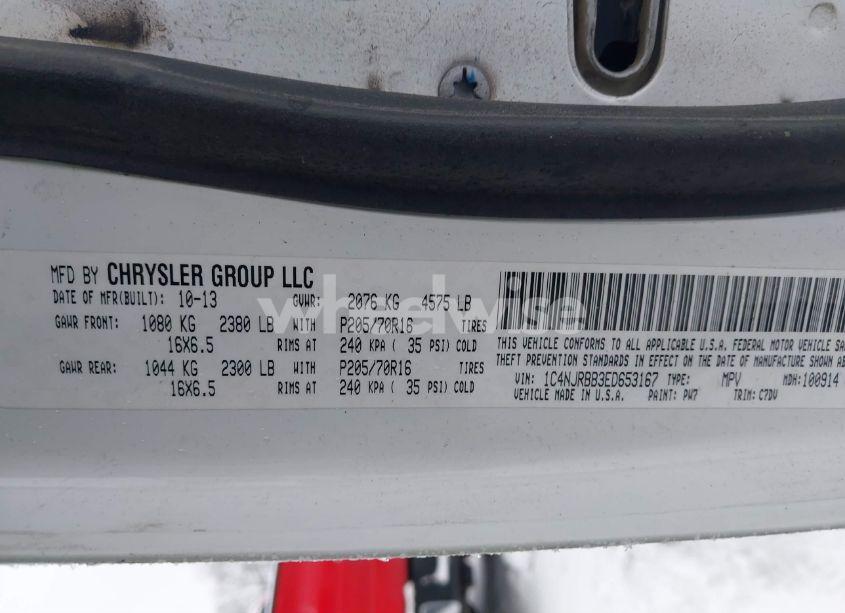 MFD BY CHRYSLER GROUP LLC
DATE OF MFR(BUILT): 10-13 GVWR: 2076 KG 4575 LB
GAWR FRONT: 1080 KG 2380 LB WITH P205/70R16 TIRES
16X6.5 RIMS AT 240 KPA ( 35 PSI) COLD
GAWR REAR: 1044 KG 2300 LB WITH P205/70R16 TIRES
16X6.5 RIMS AT 240 KPA ( 35 PSI) COLD
THIS VEHICLE CONFORMS TO ALL APPLICABLE U.S.A. FEDERAL MOTOR VEHICLE SA
THEFT PREVENTION STANDARDS IN EFFECT ON THE DATE OF MANUFACTURE SHOWN AB
VIN: 1C4NJRBB3ED653167 TYPE: MPV MDH:100914
VEHICLE MADE IN U.S.A. PAINT: PW7 TRIM: C7DV
wheelwise